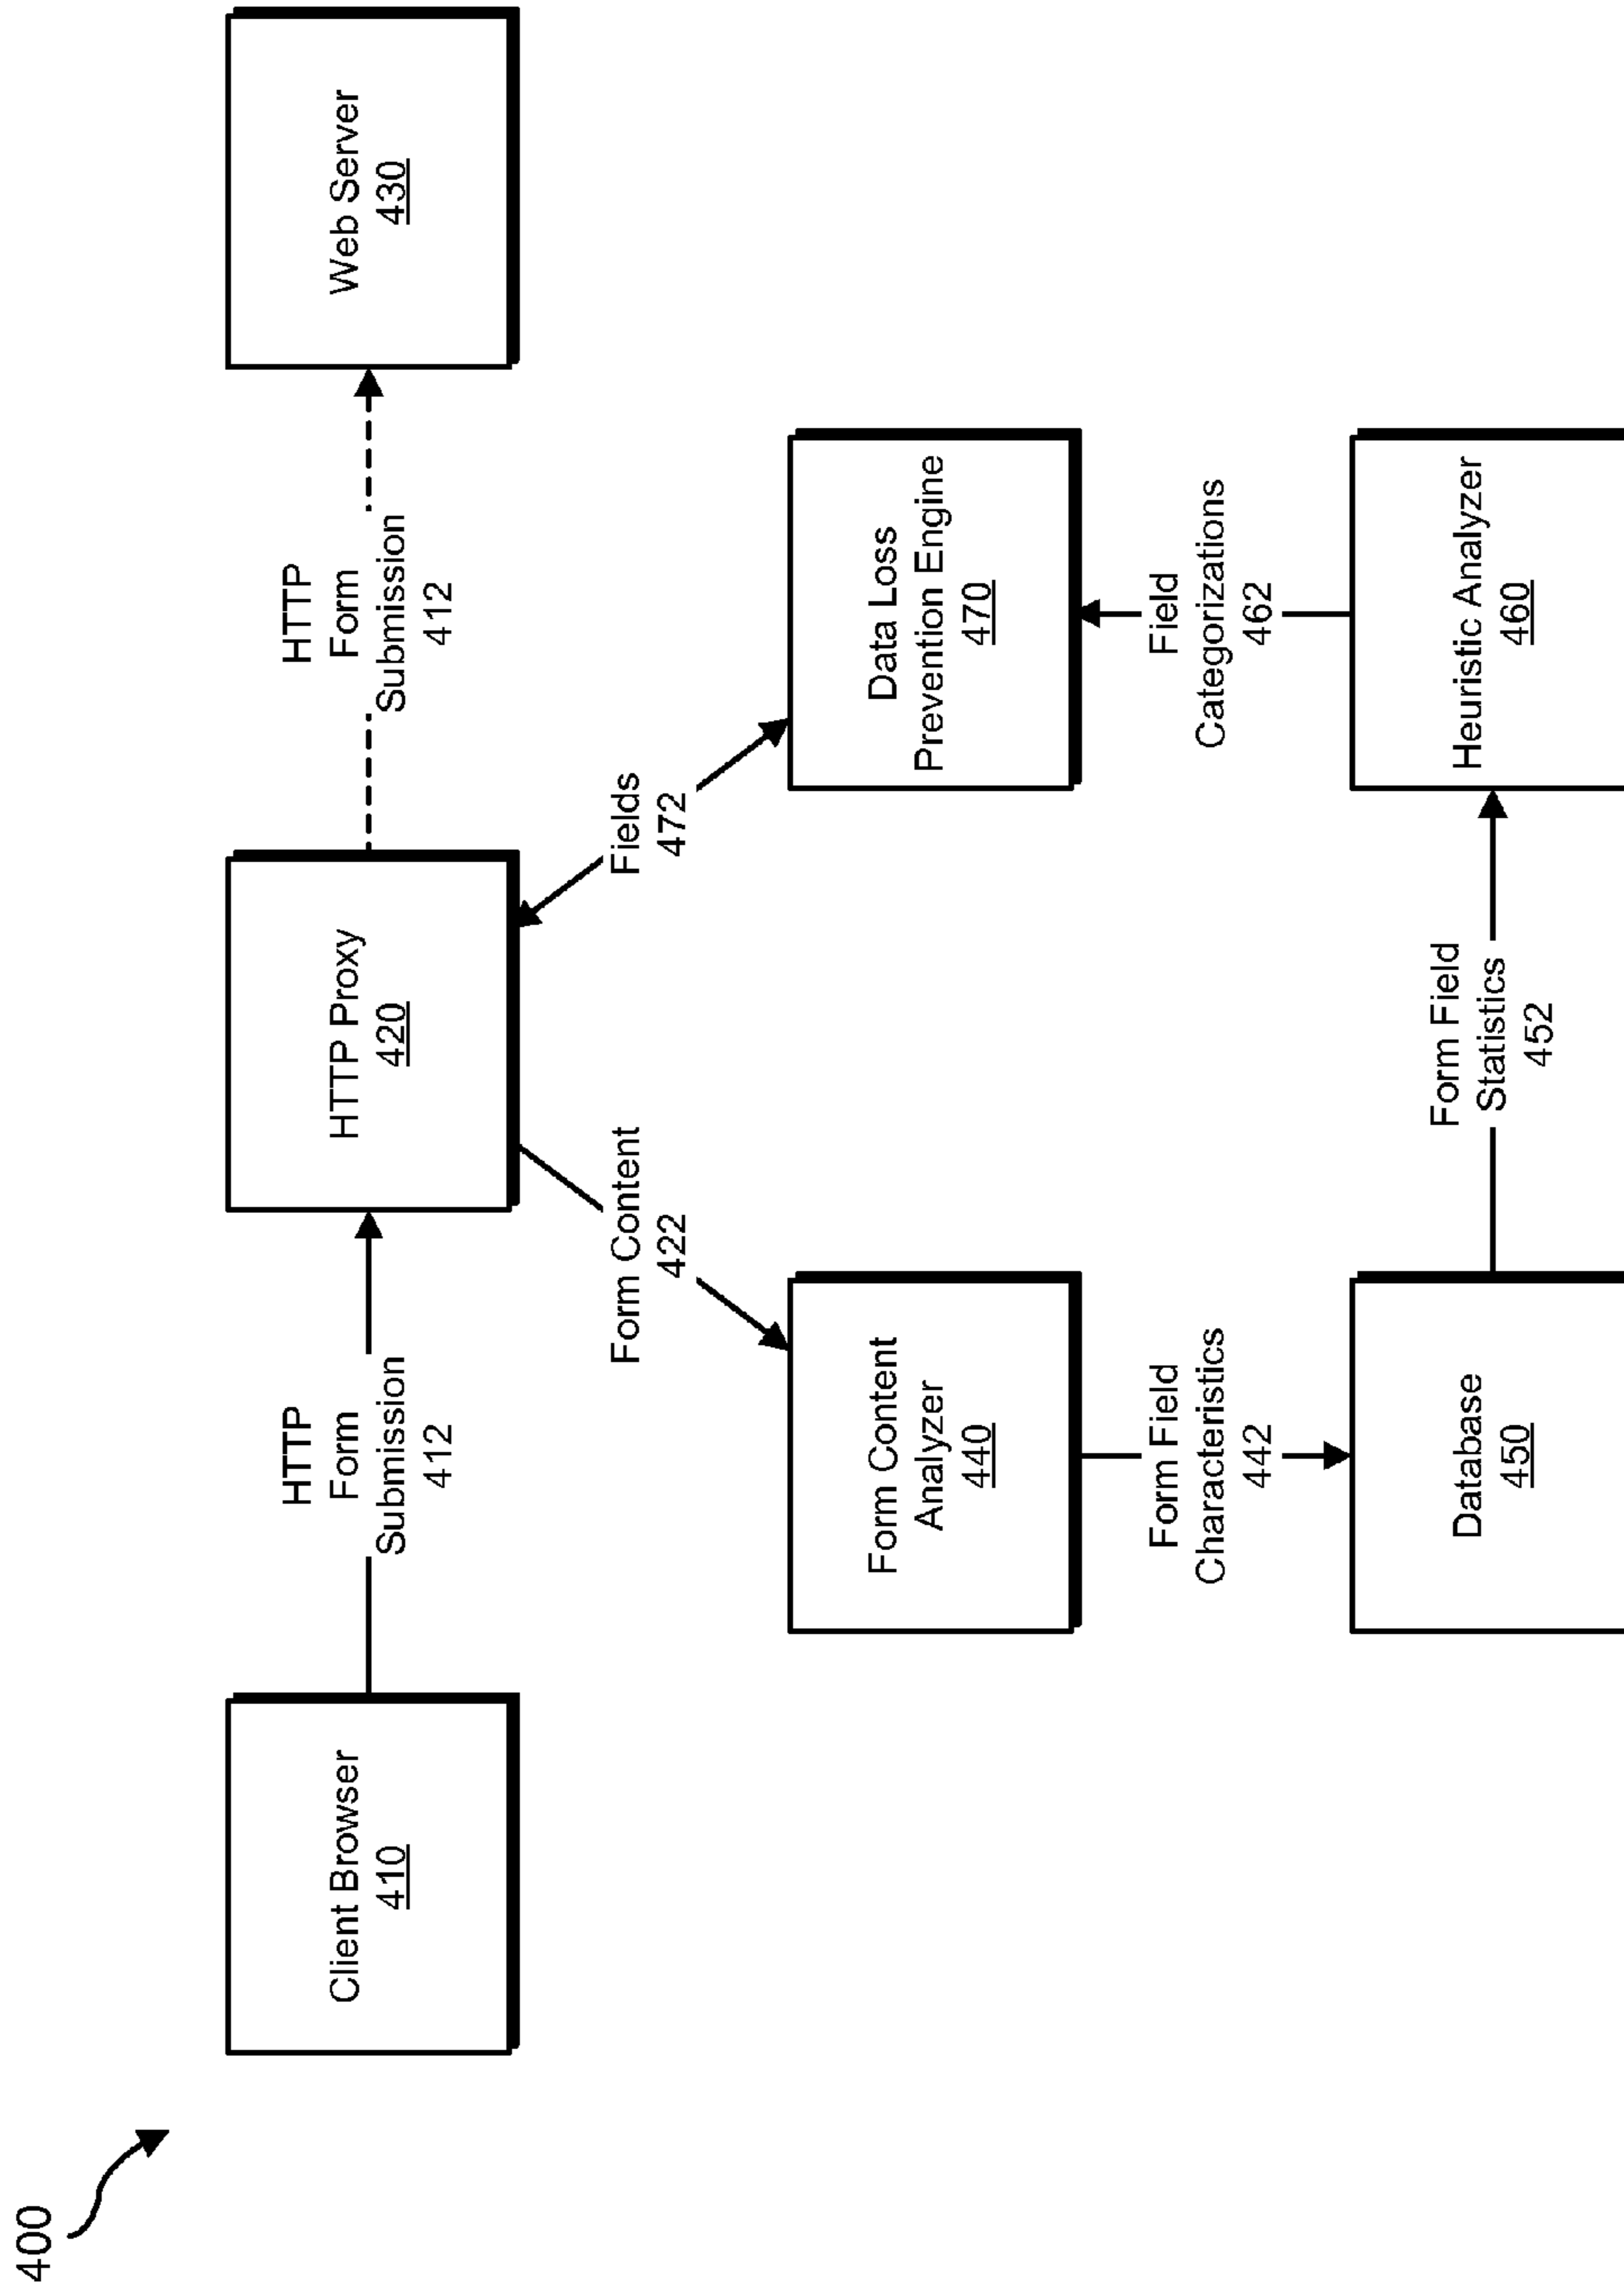 400
Client Browser
410
HTTP
Form
Submission
412
HTTP Proxy
420
HTTP
Form
Submission
412
Web Server
430
Form Content
422
Fields
472
Form Content
Analyzer
440
Data Loss
Prevention Engine
470
Form Field
Characteristics
442
Field
Categorizations
462
Database
450
Form Field
Statistics
452
Heuristic Analyzer
460